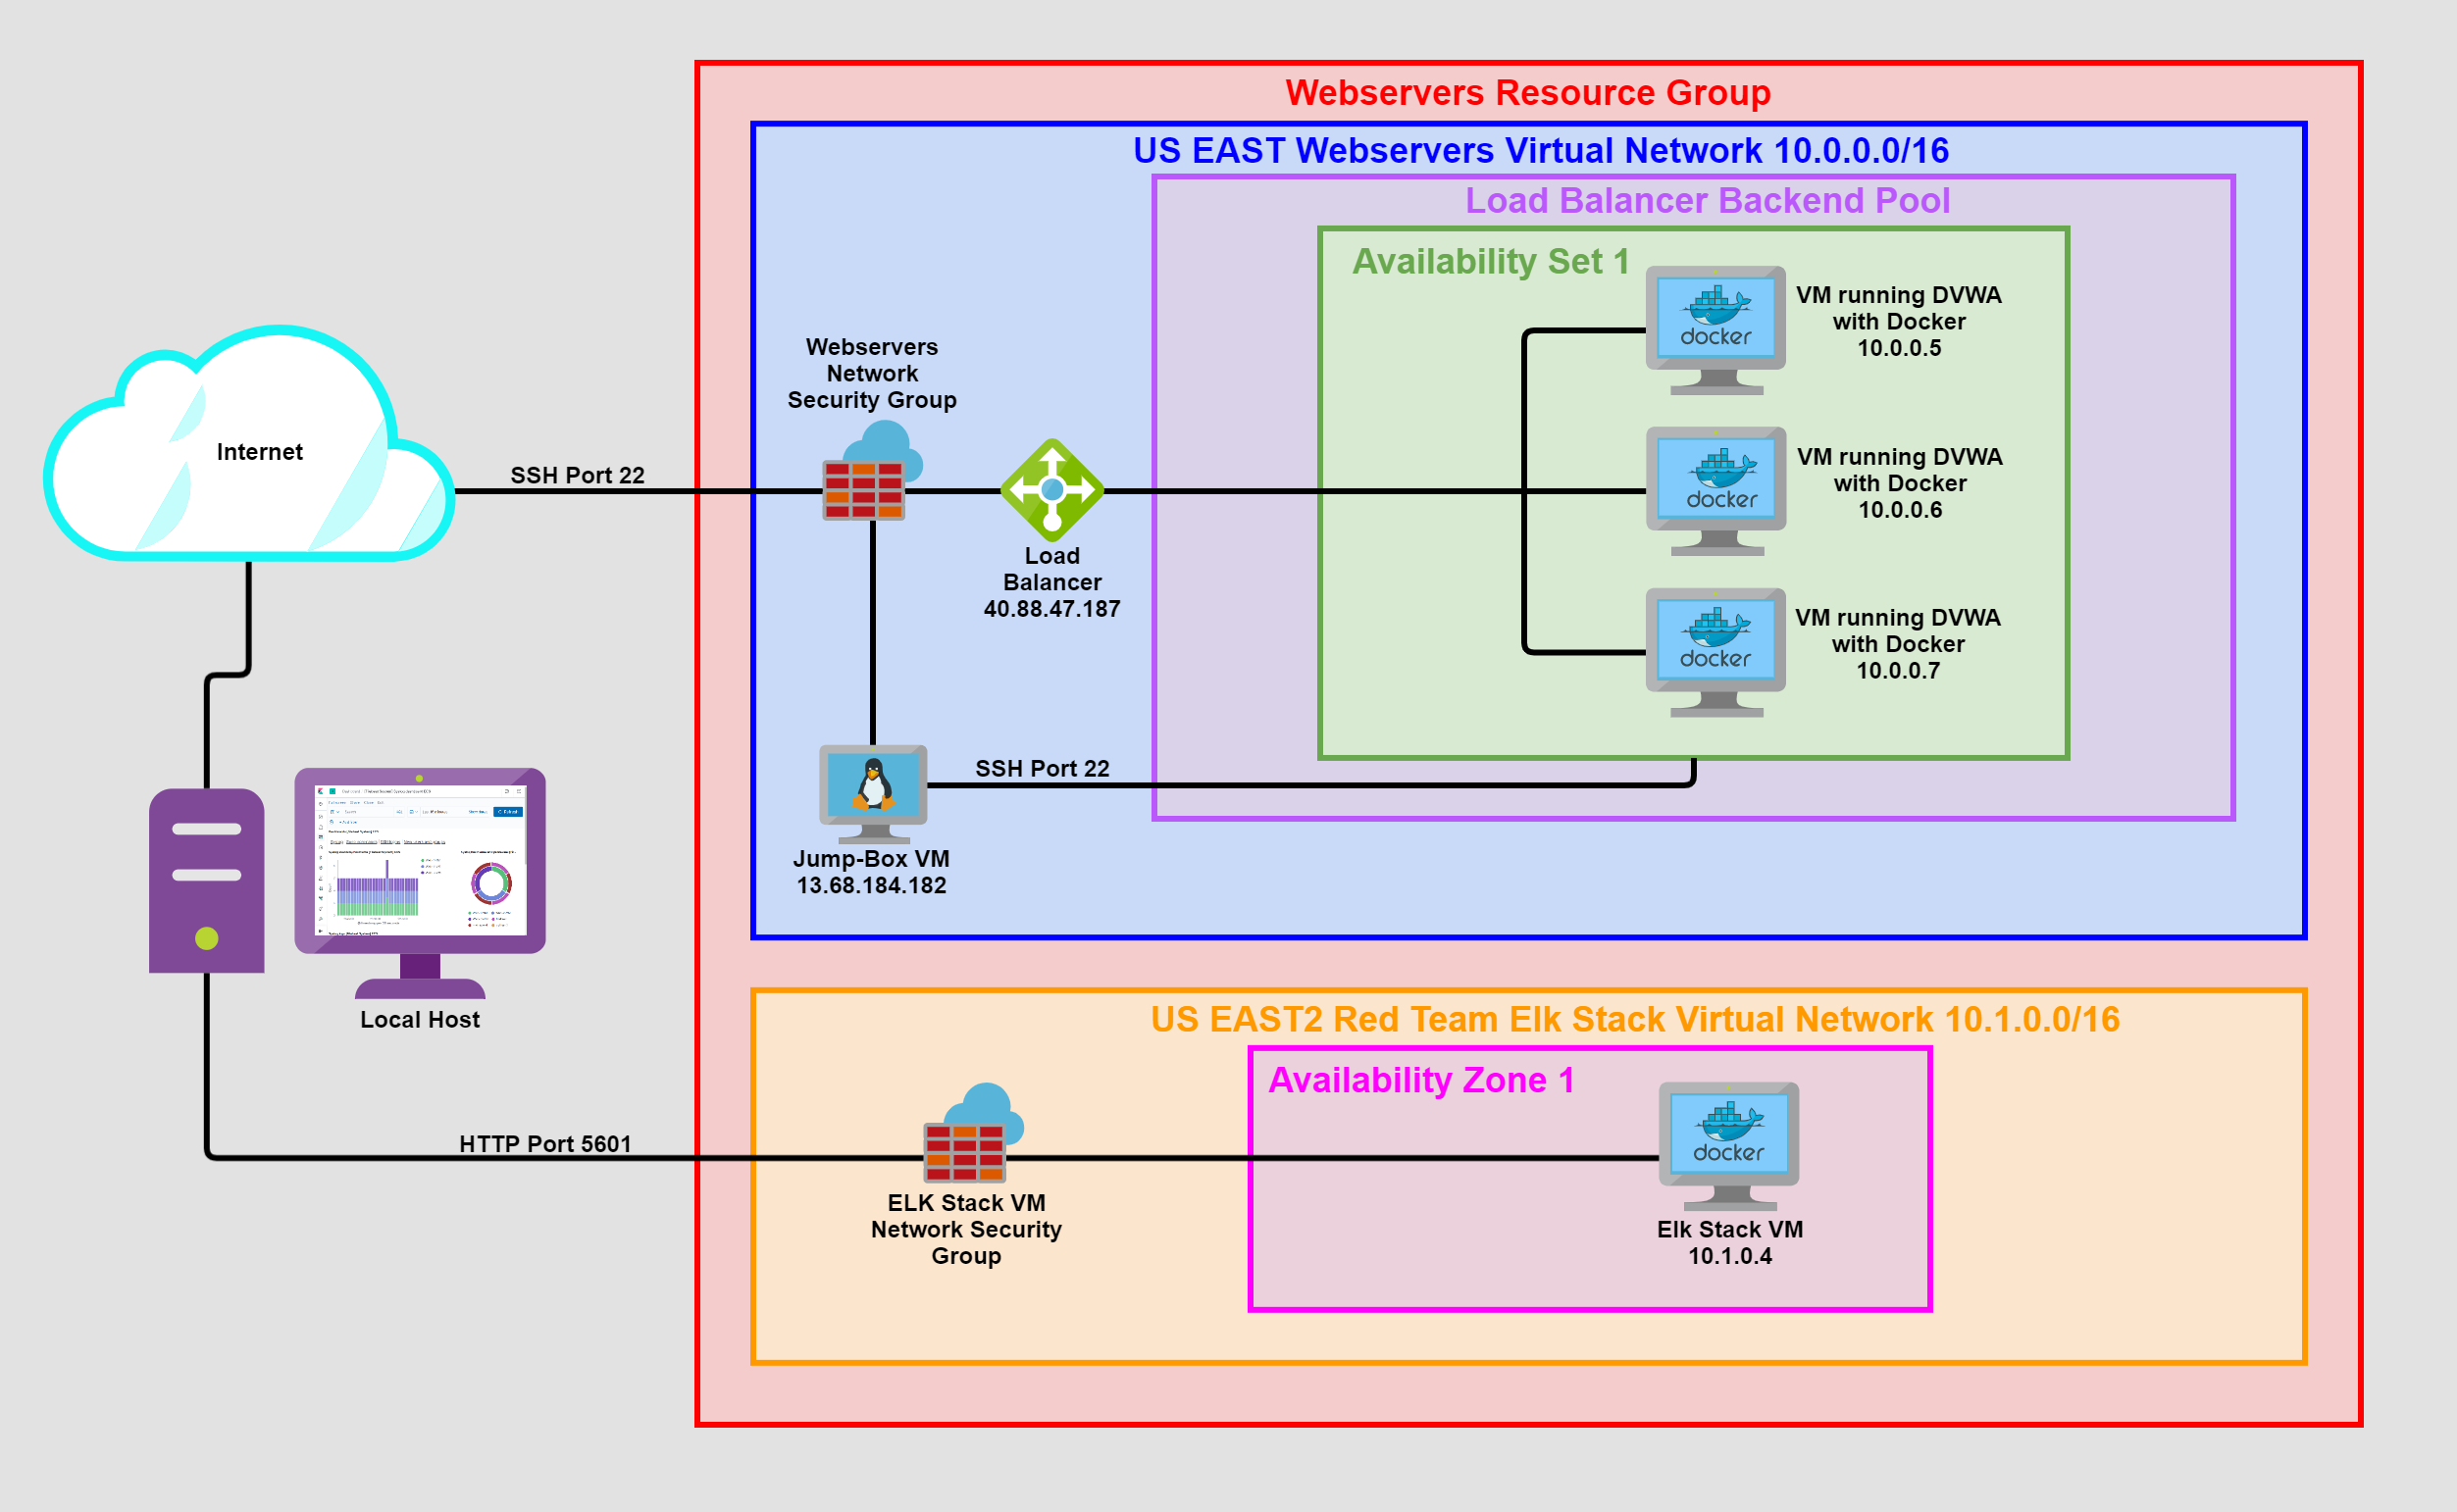 Webservers Resource Group
US EAST Webservers Virtual Network 10.0.0.0/16
Load Balancer Backend Pool
Availability Set 1
docker
VM running DVWA
with Docker
10.0.0.5
Webservers
Network
Security Group
Internet
SSH Port 22
docker
VM running DVWA
with Docker
10.0.0.6
Load
Balancer
40.88.47.187
docker
VM running DVWA
with Docker
10.0.0.7
SSH Port 22
Jump-Box VM
13.68.184.182
Refresh
Local Host
US EAST2 Red Team Elk Stack Virtual Network 10.1.0.0/16
Availability Zone 1
docker
HTTP Port 5601
ELK Stack VM
Network Security
Group
Elk Stack VM
10.1.0.4